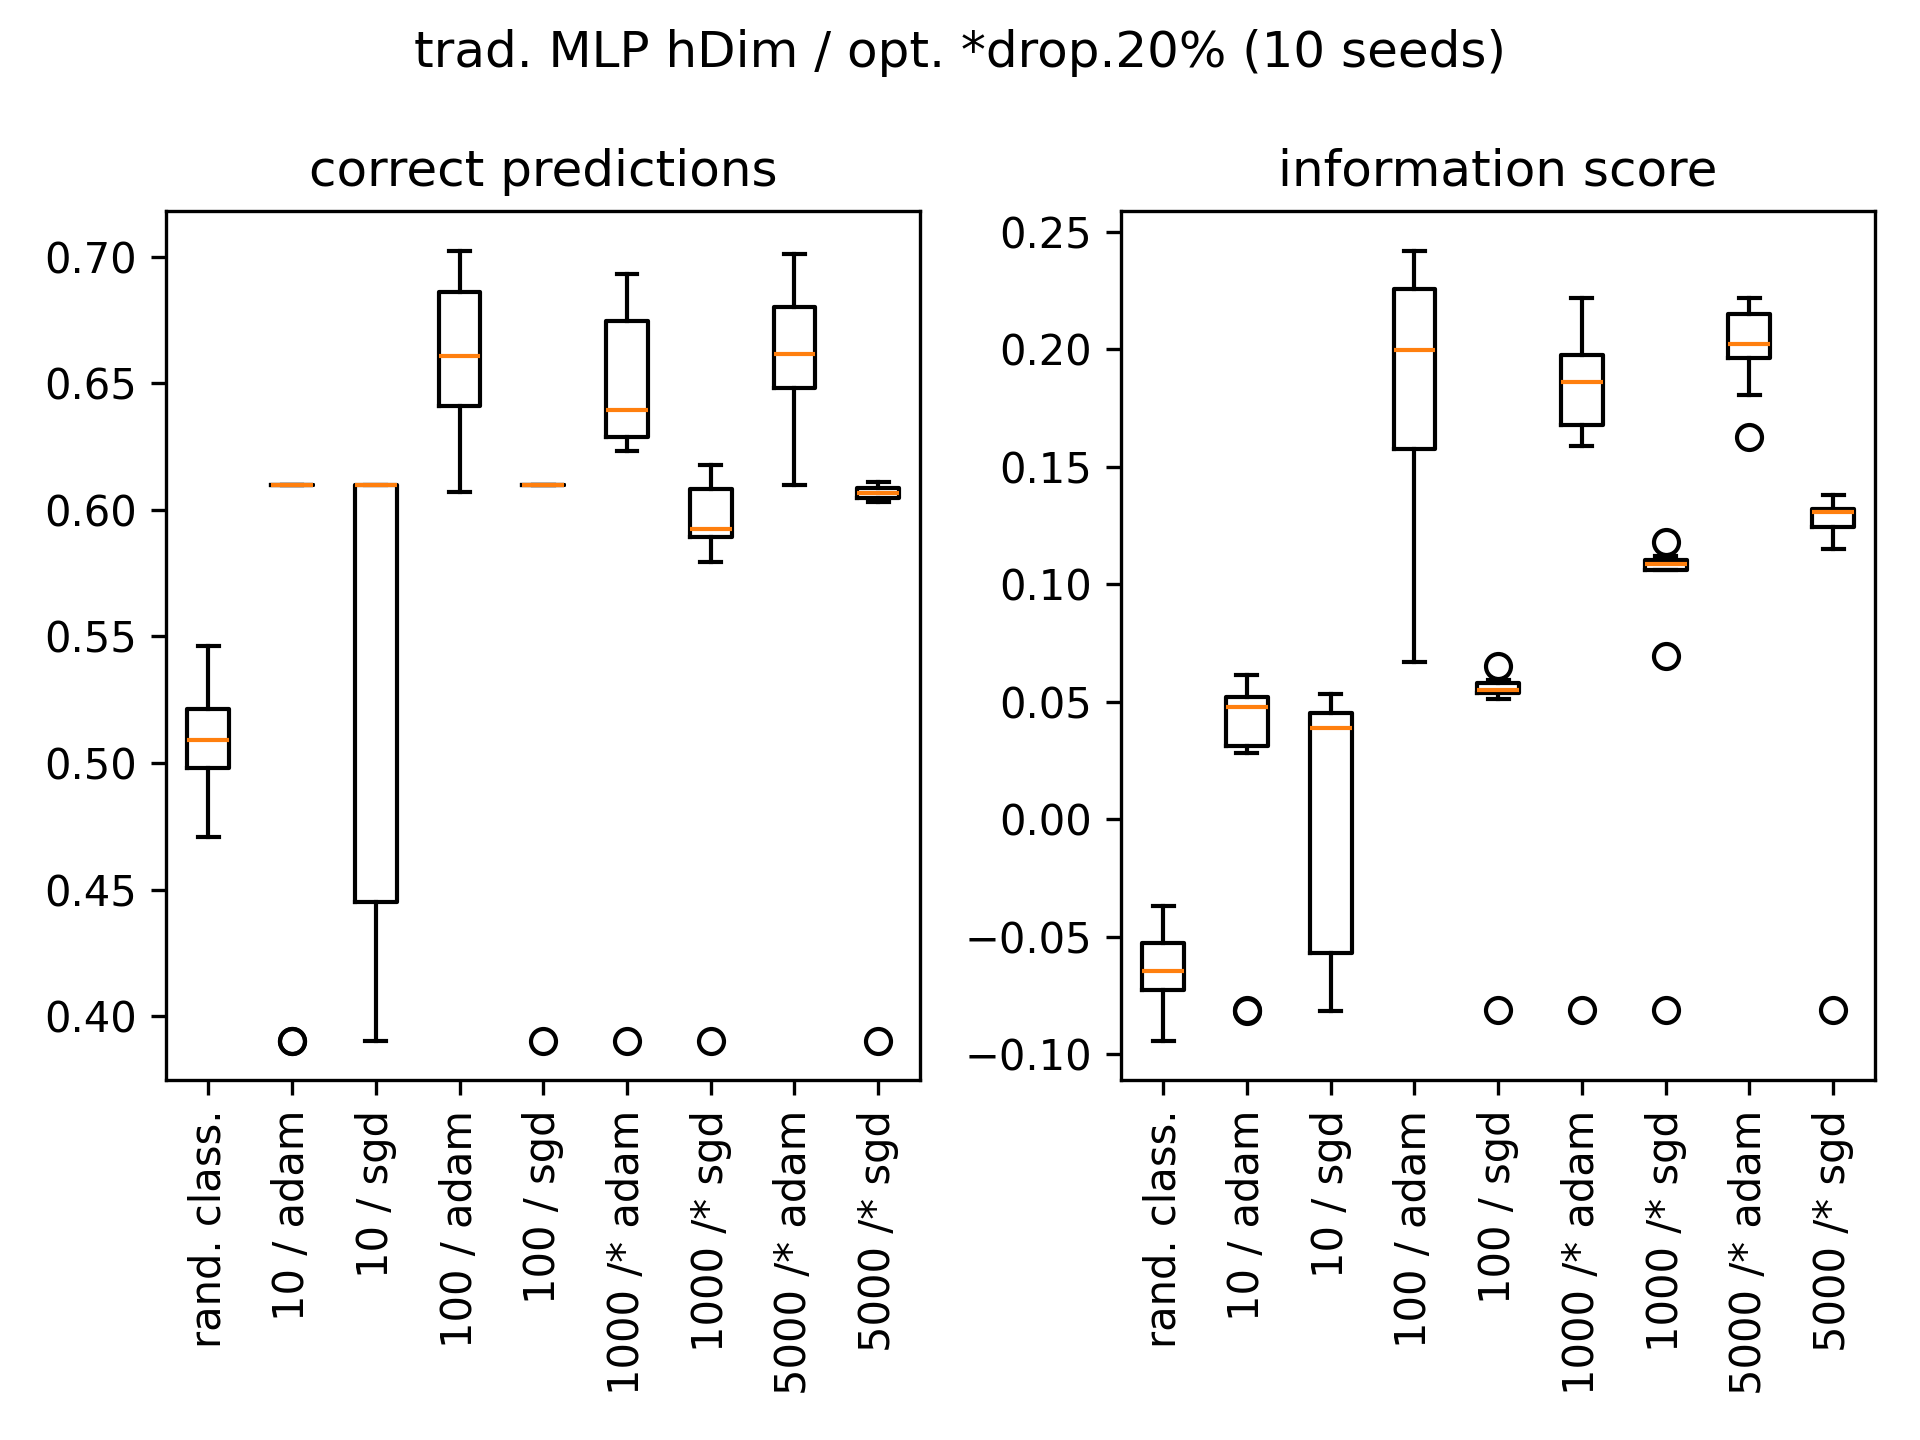 trad. MLP hDim / opt. *drop.20% (10 seeds)
correct predictions
0.70
0.65
0.60
0.55
0.50
0.45
0.40
rand. class.
10 / adam
10 / sgd
100 / adam
100 / sgd
1000 /* adam
1000 /* sgd
5000 /* adam
5000 /* sgd
information score
0.25
0.20
0.15
0.10
0.05
0.00
−0.05
−0.10
rand. class.
10 / adam
10 / sgd
100 / adam
100 / sgd
1000 /* adam
1000 /* sgd
5000 /* adam
5000 /* sgd